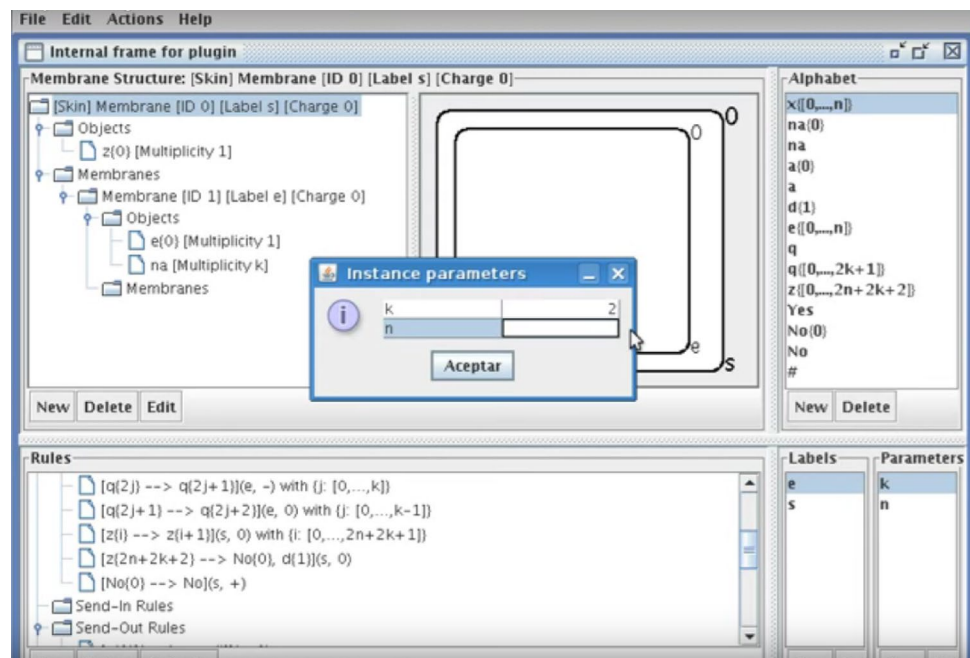 File Edit Actions Help
Internal frame for plugin
Membrane Structure: [Skin] Membrane [ID 0] [Label s] [Charge 0]
[Skin] Membrane [ID 0] [Label s] [Charge 0]
Objects
z{0} [Multiplicity 1]
Membranes
Membrane [ID 1] [Label e] [Charge 0]
Objects
e{0} [Multiplicity 1]
na [Multiplicity k]
Membranes
0
0
e
s
New Delete Edit
Alphabet
x{[0,...,n]}
na{0}
na
a{0}
a
d{1}
e{[0,...,n]}
q
q{[0,...,2k+1]}
z{[0,...,2n+2k+2]}
Yes
No{0}
No
#
New Delete
Instance parameters
k 2
n
Aceptar
Rules
[q{2j} --> q{2j+1}](e, -) with {j: [0,...,k]}
[q{2j+1} --> q{2j+2}](e, 0) with {j: [0,...,k-1]}
[z{i} --> z{i+1}](s, 0) with {i: [0,...,2n+2k+1]}
[z{2n+2k+2} --> No{0}, d{1}](s, 0)
[No{0} --> No](s, +)
Send-In Rules
Send-Out Rules
Labels
e
s
Parameters
k
n